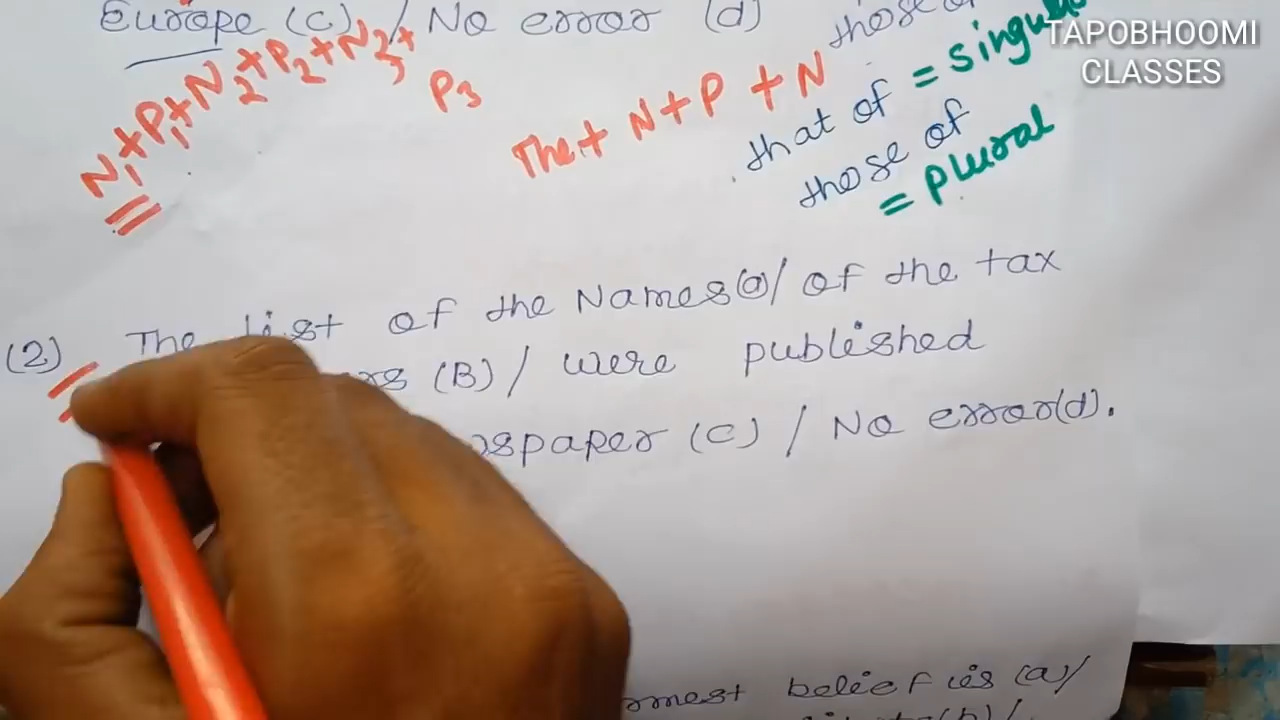 Europe (c) / No error (d)
those of
TAPOBHOOMI
CLASSES
N1+P1+N2+P2+N3+
P3
The+ N+P+N
that of = singular
those of
= plural
(2) The list of the Names(a)/ of the tax
(B) / were published
(c) / No error(d).
belief is (a)/